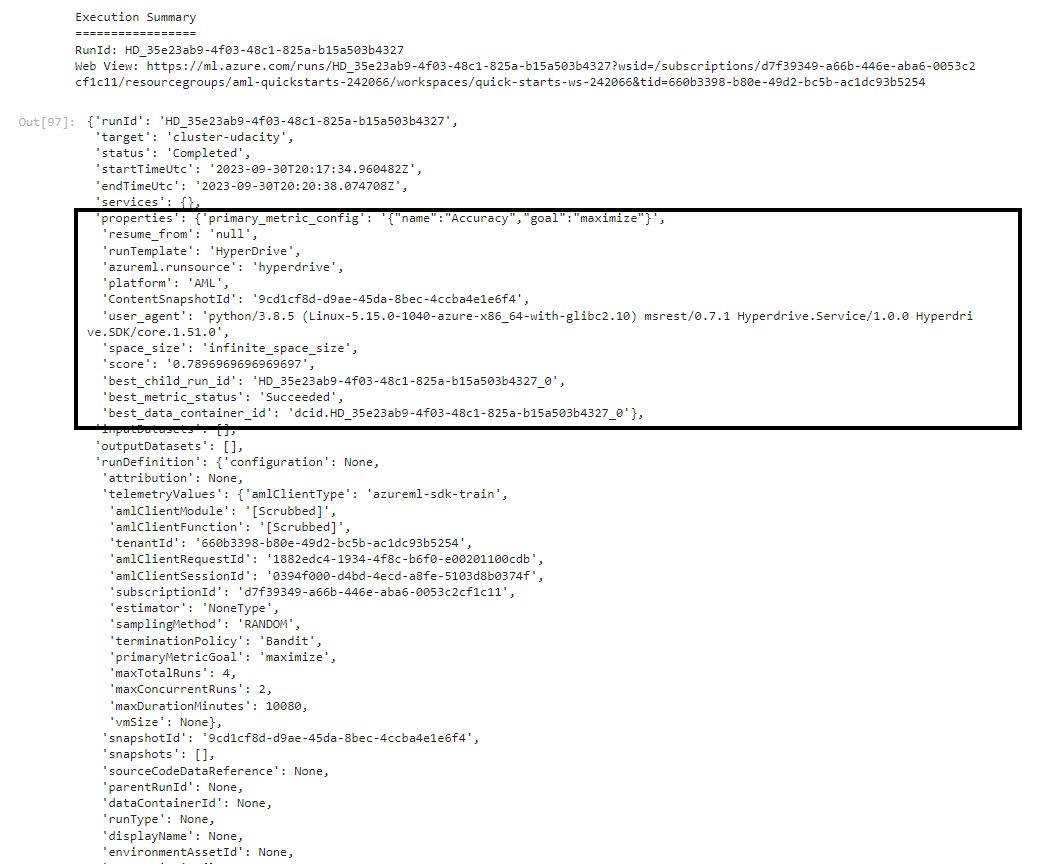 Execution Summary
=================
RunId: HD_35e23ab9-4f03-48c1-825a-b15a503b4327
Web View: https://ml.azure.com/runs/HD_35e23ab9-4f03-48c1-825a-b15a503b4327?wsid=/subscriptions/d7f39349-a66b-446e-aba6-0053c2
cf1c11/resourcegroups/aml-quickstarts-242066/workspaces/quick-starts-ws-242066&tid=660b3398-b80e-49d2-bc5b-ac1dc93b5254
Out[97]: {'runId': 'HD_35e23ab9-4f03-48c1-825a-b15a503b4327',
'target': 'cluster-udacity',
'status': 'Completed',
'startTimeUtc': '2023-09-30T20:17:34.960482Z',
'endTimeUtc': '2023-09-30T20:20:38.074708Z',
'services': {},
'properties': {'primary_metric_config': '{"name":"Accuracy","goal":"maximize"}',
'resume_from': 'null',
'runTemplate': 'HyperDrive',
'azureml.runsource': 'hyperdrive',
'platform': 'AML',
'ContentSnapshotId': '9cd1cf8d-d9ae-45da-8bec-4ccba4e1e6f4',
'user_agent': 'python/3.8.5 (Linux-5.15.0-1040-azure-x86_64-with-glibc2.10) msrest/0.7.1 Hyperdrive.Service/1.0.0 Hyperdri
ve.SDK/core.1.51.0',
'space_size': 'infinite_space_size',
'score': '0.7896969696969697',
'best_child_run_id': 'HD_35e23ab9-4f03-48c1-825a-b15a503b4327_0',
'best_metric_status': 'Succeeded',
'best_data_container_id': 'dcid.HD_35e23ab9-4f03-48c1-825a-b15a503b4327_0'},
'inputDatasets': [],
'outputDatasets': [],
'runDefinition': {'configuration': None,
'attribution': None,
'telemetryValues': {'amlClientType': 'azureml-sdk-train',
'amlClientModule': '[Scrubbed]',
'amlClientFunction': '[Scrubbed]',
'tenantId': '660b3398-b80e-49d2-bc5b-ac1dc93b5254',
'amlClientRequestId': '1882edc4-1934-4f8c-b6f0-e00201100cdb',
'amlClientSessionId': '0394f000-d4bd-4ecd-a8fe-5103d8b0374f',
'subscriptionId': 'd7f39349-a66b-446e-aba6-0053c2cf1c11',
'estimator': 'NoneType',
'samplingMethod': 'RANDOM',
'terminationPolicy': 'Bandit',
'primaryMetricGoal': 'maximize',
'maxTotalRuns': 4,
'maxConcurrentRuns': 2,
'maxDurationMinutes': 10080,
'vmSize': None},
'snapshotId': '9cd1cf8d-d9ae-45da-8bec-4ccba4e1e6f4',
'snapshots': [],
'sourceCodeDataReference': None,
'parentRunId': None,
'dataContainerId': None,
'runType': None,
'displayName': None,
'environmentAssetId': None,